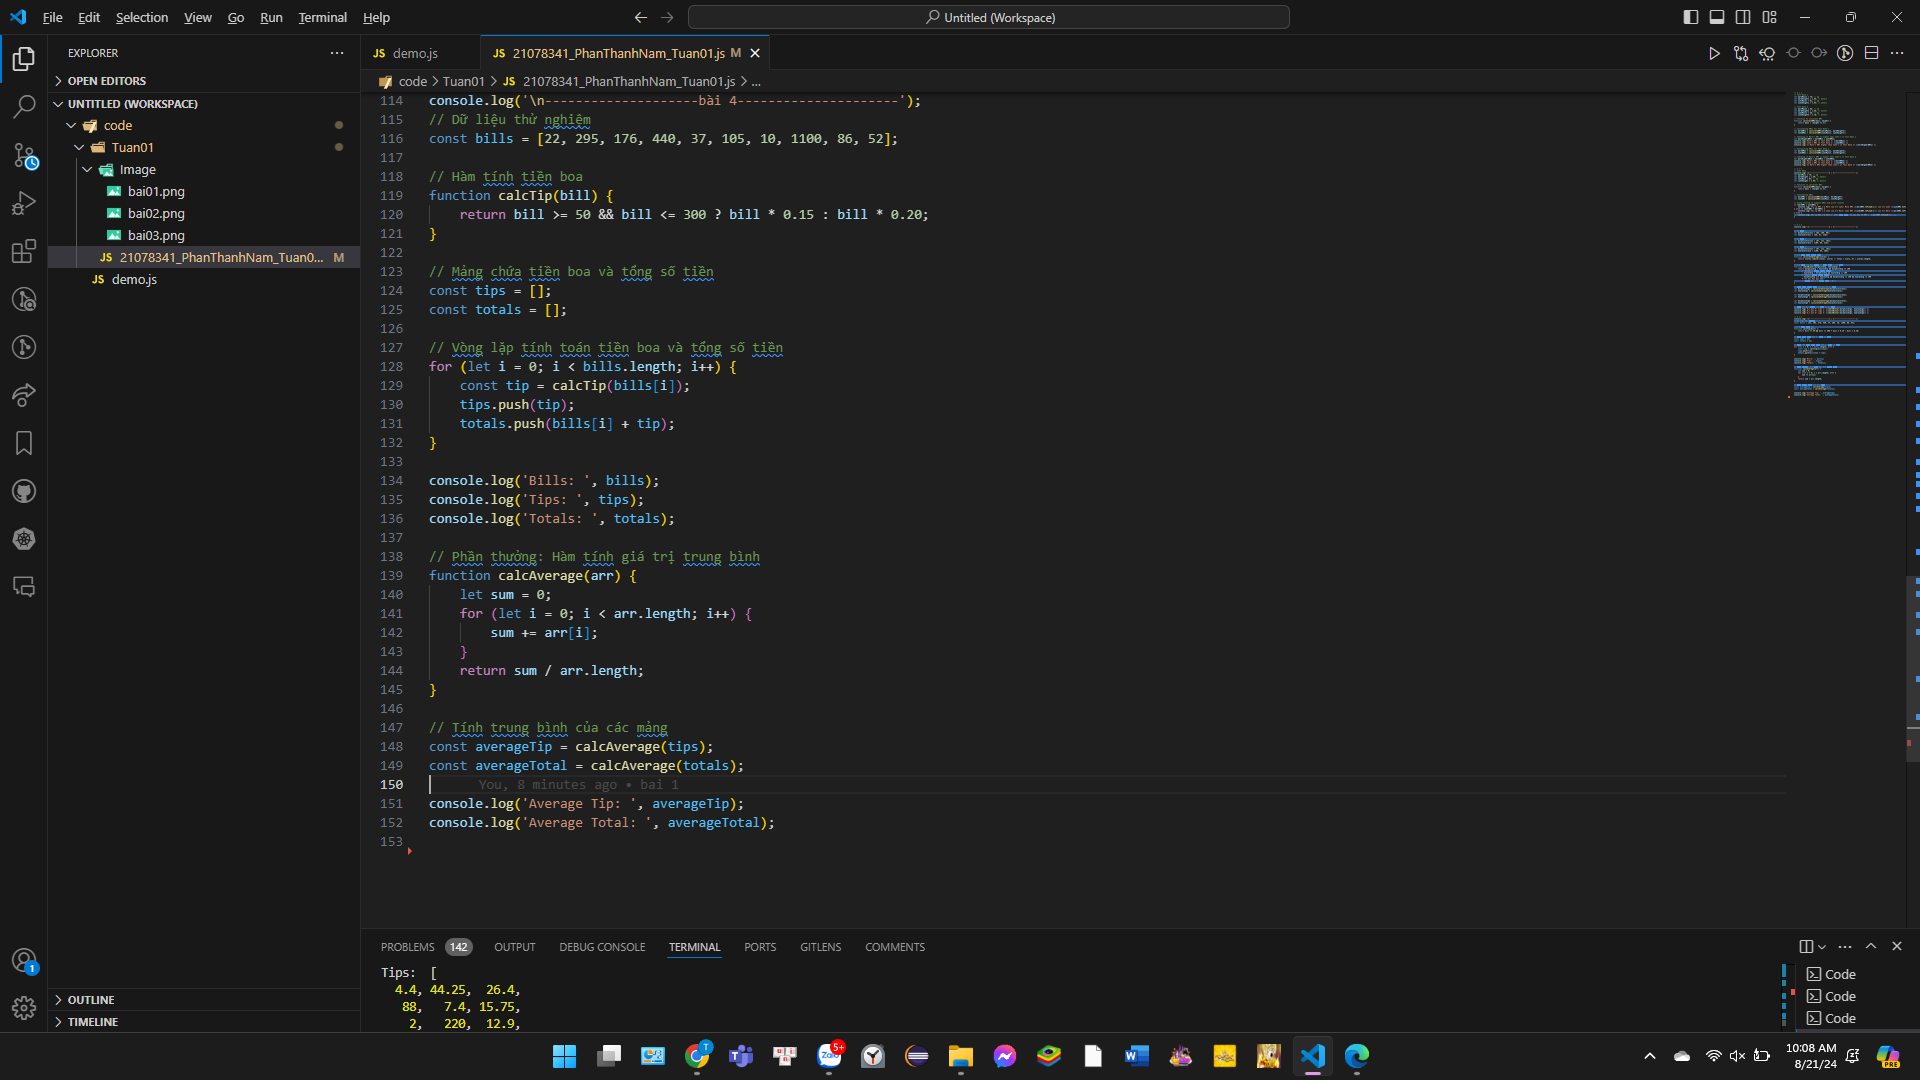 File Edit Selection View Go Run Terminal Help
Untitled (Workspace)
EXPLORER
OPEN EDITORS
UNTITLED (WORKSPACE)
code
Tuan01
Image
bai01.png
bai02.png
bai03.png
JS 21078341_PhanThanhNam_Tuan0... M
JS demo.js
OUTLINE
TIMELINE
JS demo.js
JS 21078341_PhanThanhNam_Tuan01.js M
code > Tuan01 > JS 21078341_PhanThanhNam_Tuan01.js > ...
114 console.log('\n--------------------bài 4---------------------');
115 // Dữ liệu thử nghiệm
116 const bills = [22, 295, 176, 440, 37, 105, 10, 1100, 86, 52];
117
118 // Hàm tính tiền boa
119 function calcTip(bill) {
120 return bill >= 50 && bill <= 300 ? bill * 0.15 : bill * 0.20;
121 }
122
123 // Mảng chứa tiền boa và tổng số tiền
124 const tips = [];
125 const totals = [];
126
127 // Vòng lặp tính toán tiền boa và tổng số tiền
128 for (let i = 0; i < bills.length; i++) {
129 const tip = calcTip(bills[i]);
130 tips.push(tip);
131 totals.push(bills[i] + tip);
132 }
133
134 console.log('Bills: ', bills);
135 console.log('Tips: ', tips);
136 console.log('Totals: ', totals);
137
138 // Phần thưởng: Hàm tính giá trị trung bình
139 function calcAverage(arr) {
140 let sum = 0;
141 for (let i = 0; i < arr.length; i++) {
142 sum += arr[i];
143 }
144 return sum / arr.length;
145 }
146
147 // Tính trung bình của các mảng
148 const averageTip = calcAverage(tips);
149 const averageTotal = calcAverage(totals);
150 You, 8 minutes ago • bai 1
151 console.log('Average Tip: ', averageTip);
152 console.log('Average Total: ', averageTotal);
153
PROBLEMS 142 OUTPUT DEBUG CONSOLE TERMINAL PORTS GITLENS COMMENTS
Tips: [
4.4, 44.25, 26.4,
88, 7.4, 15.75,
2, 220, 12.9,
Code
Code
Code
1
T
Zalo
5+
W
PRE
10:08 AM
8/21/24